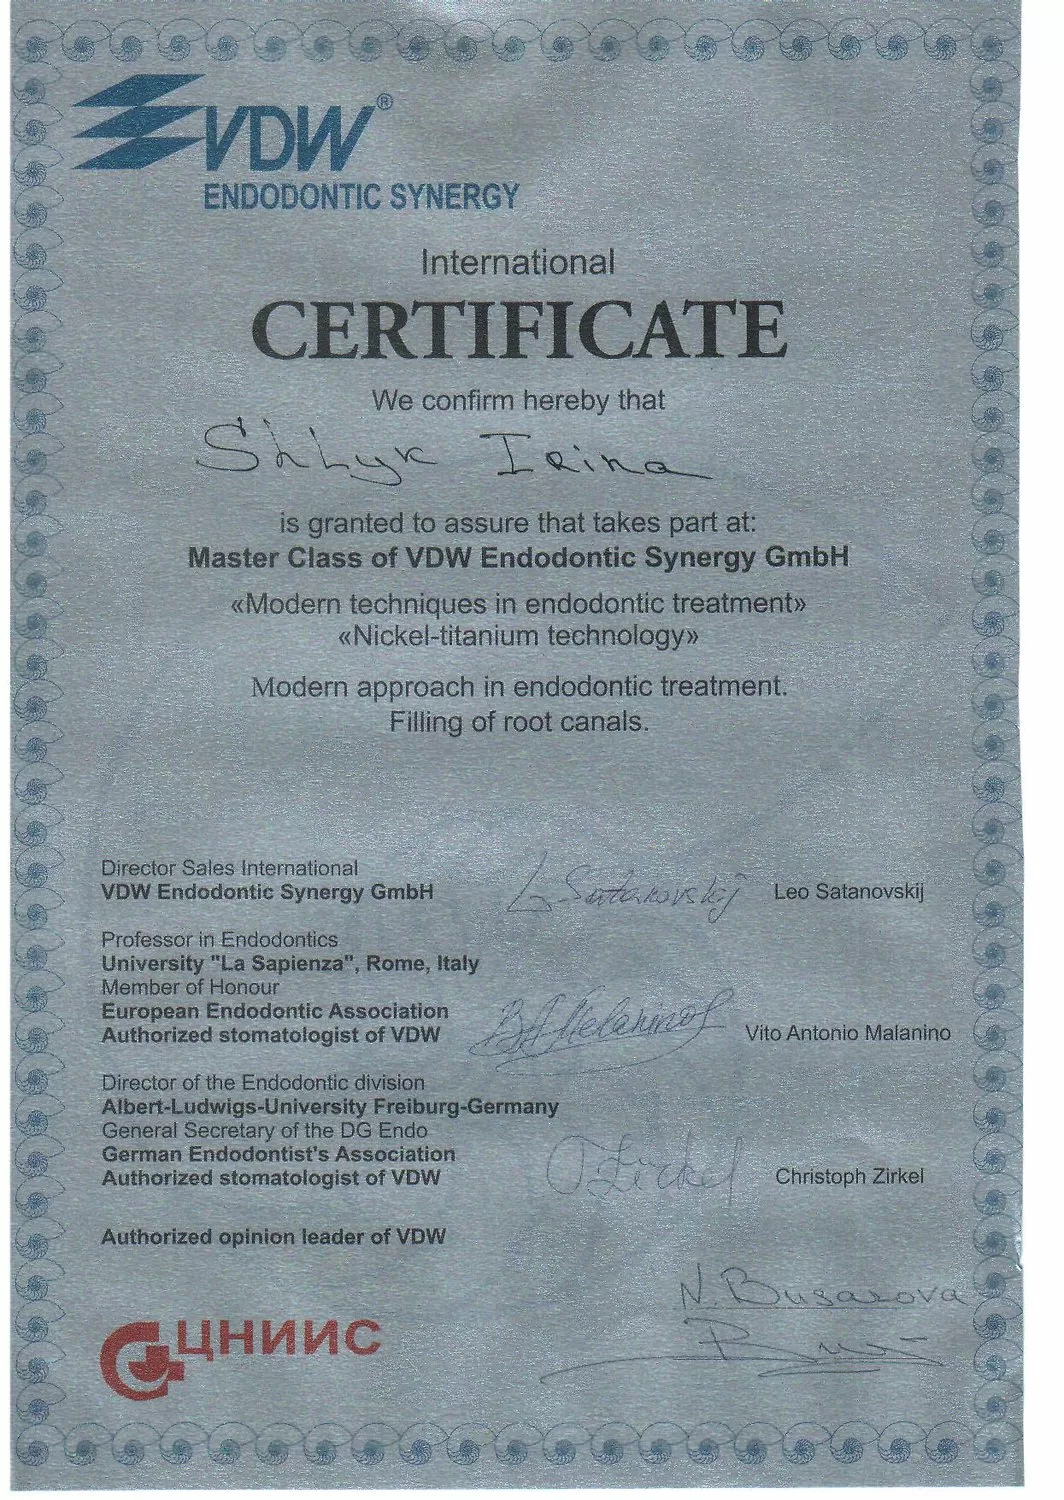 VDW®
ENDODONTIC SYNERGY
International
CERTIFICATE
We confirm hereby that
Shlyk Irina
is granted to assure that takes part at:
Master Class of VDW Endodontic Synergy GmbH
«Modern techniques in endodontic treatment»
«Nickel-titanium technology»
Modern approach in endodontic treatment.
Filling of root canals.
Director Sales International
VDW Endodontic Synergy GmbH L. Satanovskij Leo Satanovskij
Professor in Endodontics
University "La Sapienza", Rome, Italy
Member of Honour
European Endodontic Association
Authorized stomatologist of VDW Vito Antonio Malanino
Director of the Endodontic division
Albert-Ludwigs-University Freiburg-Germany
General Secretary of the DG Endo
German Endodontist's Association
Authorized stomatologist of VDW Zirkel Christoph Zirkel
Authorized opinion leader of VDW
N. Busarova
ЦНИИС